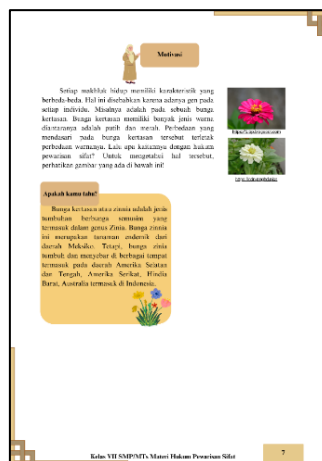 Motivasi
Setiap makhluk hidup memiliki karakteristik yang
berbeda-beda. Hal ini disebabkan karena adanya gen pada
setiap individu. Misalnya adalah pada sebuah bunga
kertasan. Bunga kertasan memiliki banyak jenis warna
diantaranya adalah putih dan merah. Perbedaan yang
mendasari pada bunga kertasan tersebut terletak
perbedaan warnanya. Lalu apa kaitannya dengan hukum
pewarisan sifat? Untuk mengetahui hal tersebut,
perhatikan gambar yang ada di bawah ini!
Apakah kamu tahu?
Bunga kertasan atau zinnia adalah jenis
tumbuhan berbunga semusim yang
termasuk dalam genus Zinia. Bunga zinnia
ini merupakan tanaman endemik dari
daerah Meksiko. Tetapi, bunga zinia
tumbuh dan menyebar di berbagai tempat
termasuk pada daerah Amerika Selatan
dan Tengah, Amerika Serikat, Hindia
Barat, Australia termasuk di Indonesia.
Kelas VII SMP/MTs Materi Hukum Pewarisan Sifat
7